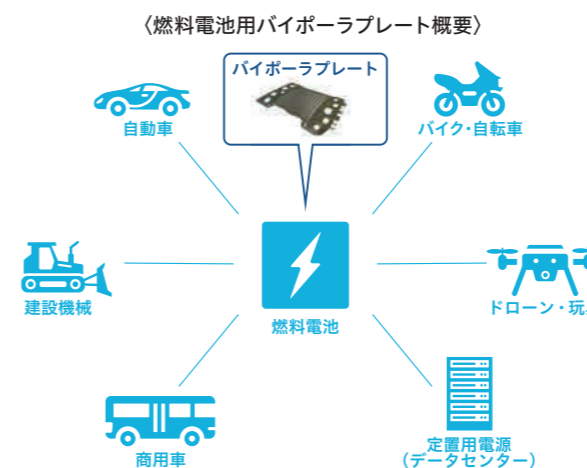 〈燃料電池用バイポーラプレート概要〉
バイポーラプレート
自動車
バイク・自転車
建設機械
燃料電池
ドローン・玩
商用車
定置用電源
（データセンター）